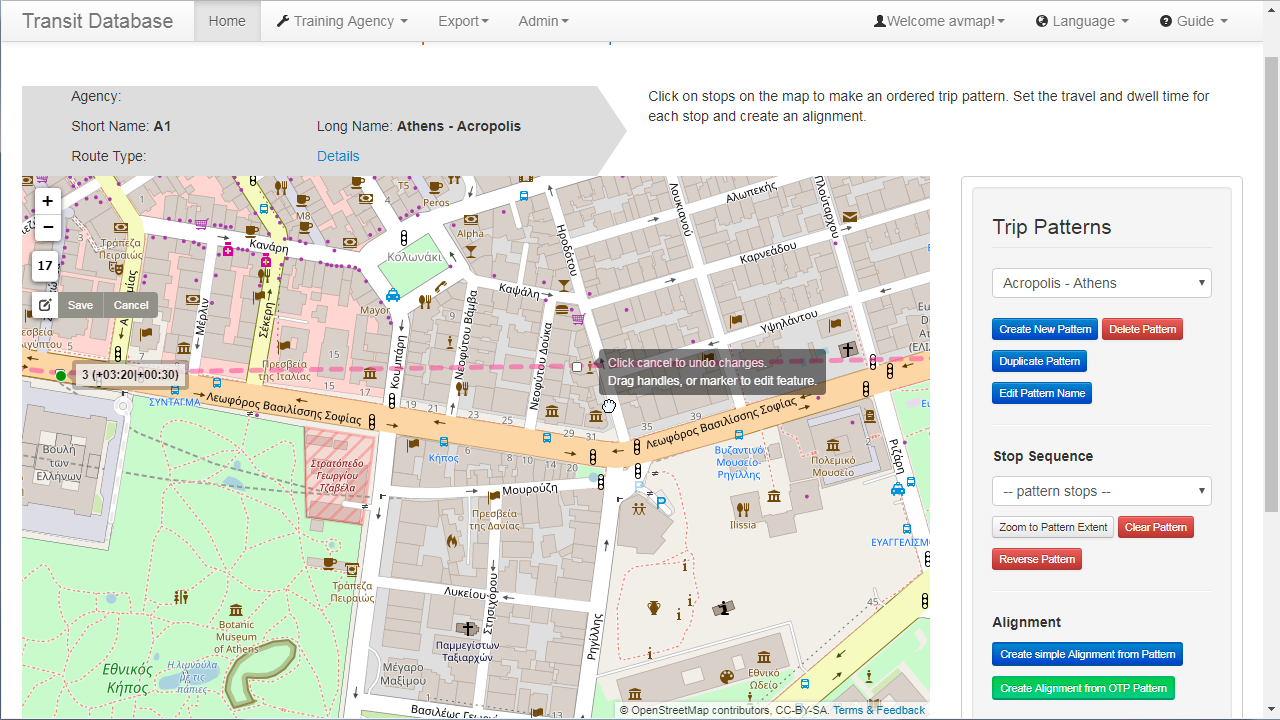 Transit Database
Home
Training Agency
Export
Admin
Welcome avmap!
Language
Guide
Agency:
Short Name: A1
Long Name: Athens - Acropolis
Route Type:
Details
Click on stops on the map to make an ordered trip pattern. Set the travel and dwell time for
each stop and create an alignment.
+
−
17
Save
Cancel
3 (+03:20|+00:30)
Click cancel to undo changes.
Drag handles, or marker to edit feature.
T5
Peros
M8
Alpha
Τράπεζα
Πειραιώς
Κανάρη
Κολωνάκι
Mayor
Καψάλη
Ηροδότου
Λουκιανού
Αλωπεκής
Πλουτάρχου
Καρνεάδου
Υψηλάντου
Μέρλιν
Σέκερη
Κουμπάρη
Νεοφύτου Βάμβα
Νεοφύτου Δούκα
Πρεσβεία
της Ιταλίας
ΣΥΝΤΑΓΜΑ
Λεωφόρος Βασιλίσσης Σοφίας
Λεωφόρος Βασιλίσσης Σοφίας
19
21
23
25
29
31
35
39
6
8
10
12
14
20
Κήπος
Βουλή
των
Ελλήνων
Στρατόπεδο
Γεωργίου
Τζαβέλα
Μουρούζη
Πρεσβεία
της Δανίας
Βυζαντινό
Μουσείο-
Ρηγίλλης
Πολεμικό
Μουσείο
Ριζάρη
Ilissia
ΕΥΑΓΓΕΛΙΣΜΟ
Τράπεζα
Πειραιώς
Λυκείου
Στησιχόρου
Ρηγίλλης
45
Botanic
Museum
of Athens
Παμμεγίστων
Ταξιαρχών
Εθνικός
Κήπος
Η λιμνούλα
με τις
πάπιες
Μέγαρο
Μαξίμου
Εθνικό
Ωδείο
Βασιλέως Γεωργίου
© OpenStreetMap contributors, CC-BY-SA. Terms & Feedback
Trip Patterns
Acropolis - Athens
Create New Pattern
Delete Pattern
Duplicate Pattern
Edit Pattern Name
Stop Sequence
-- pattern stops --
Zoom to Pattern Extent
Clear Pattern
Reverse Pattern
Alignment
Create simple Alignment from Pattern
Create Alignment from OTP Pattern